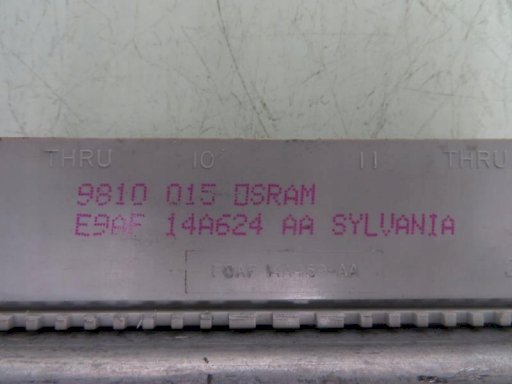 THRU 10 11 THRU
9810 015 OSRAM
E9AF 14A624 AA SYLVANIA